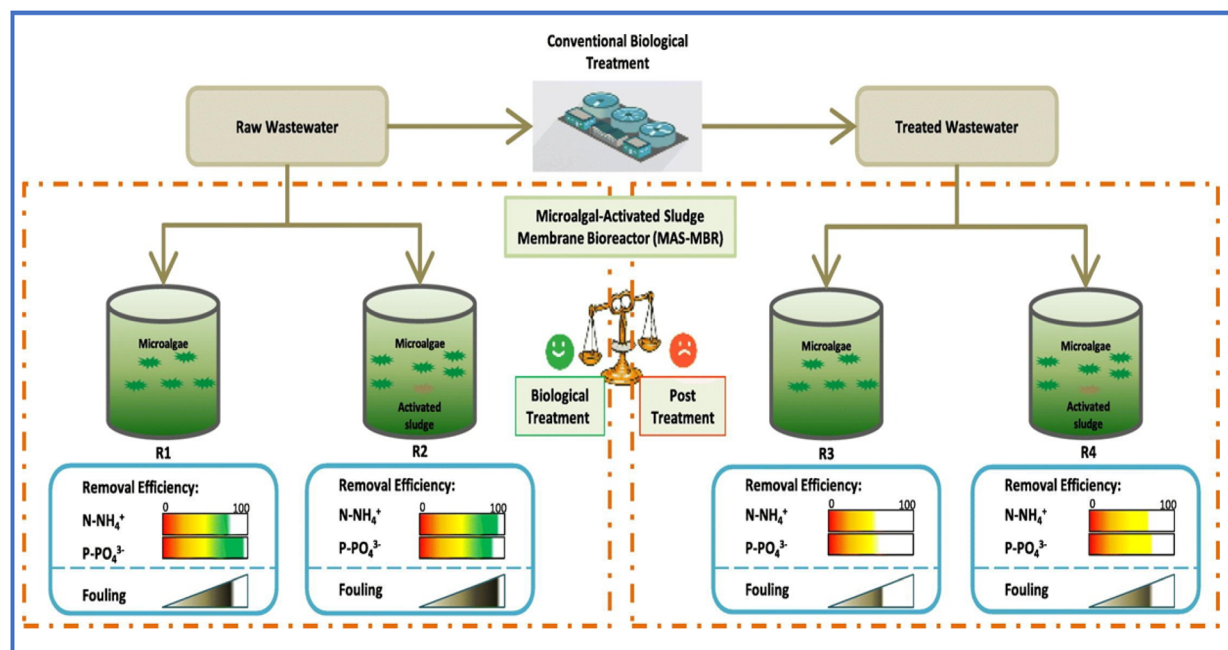 Conventional Biological
Treatment
Raw Wastewater
Treated Wastewater
Microalgal-Activated Sludge
Membrane Bioreactor (MAS-MBR)
Microalgae
R1
Microalgae
Activated
sludge
R2
Biological
Treatment
Post
Treatment
Microalgae
R3
Microalgae
Activated
sludge
R4
Removal Efficiency:
0 100
N-NH₄⁺
P-PO₄³⁻
Fouling
Removal Efficiency:
0 100
N-NH₄⁺
P-PO₄³⁻
Fouling
Removal Efficiency:
0 100
N-NH₄⁺
P-PO₄³⁻
Fouling
Removal Efficiency:
0 100
N-NH₄⁺
P-PO₄³⁻
Fouling